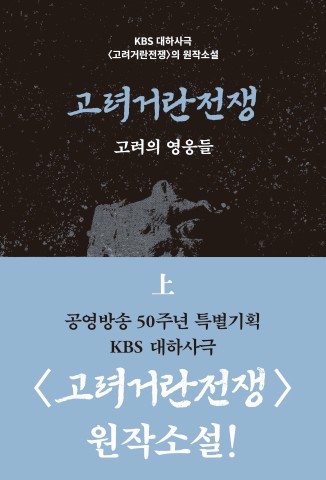 KBS 대하사극
〈고려거란전쟁〉의 원작소설
고려거란전쟁
고려의 영웅들
上
공영방송 50주년 특별기획
KBS 대하사극
〈고려거란전쟁〉
원작소설!